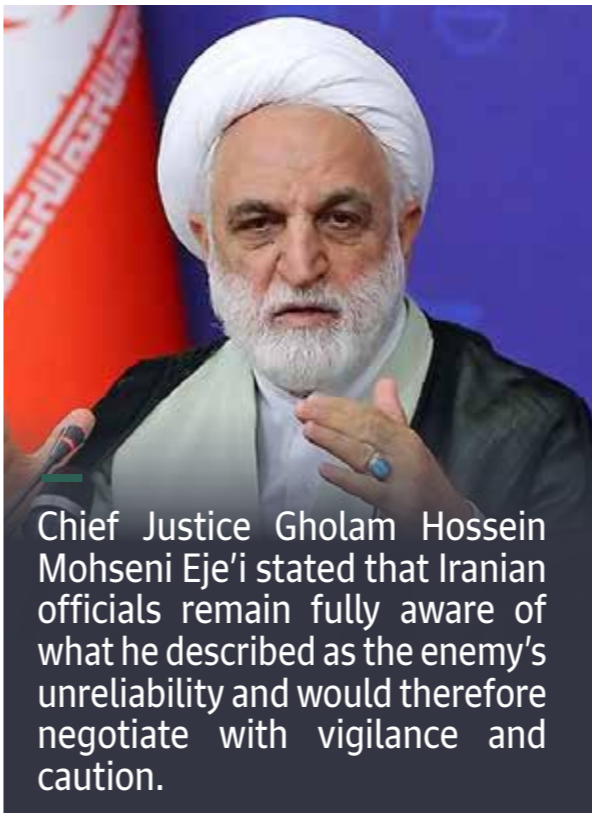 Chief Justice Gholam Hossein
Mohseni Eje’i stated that Iranian
officials remain fully aware of
what he described as the enemy’s
unreliability and would therefore
negotiate with vigilance and
caution.